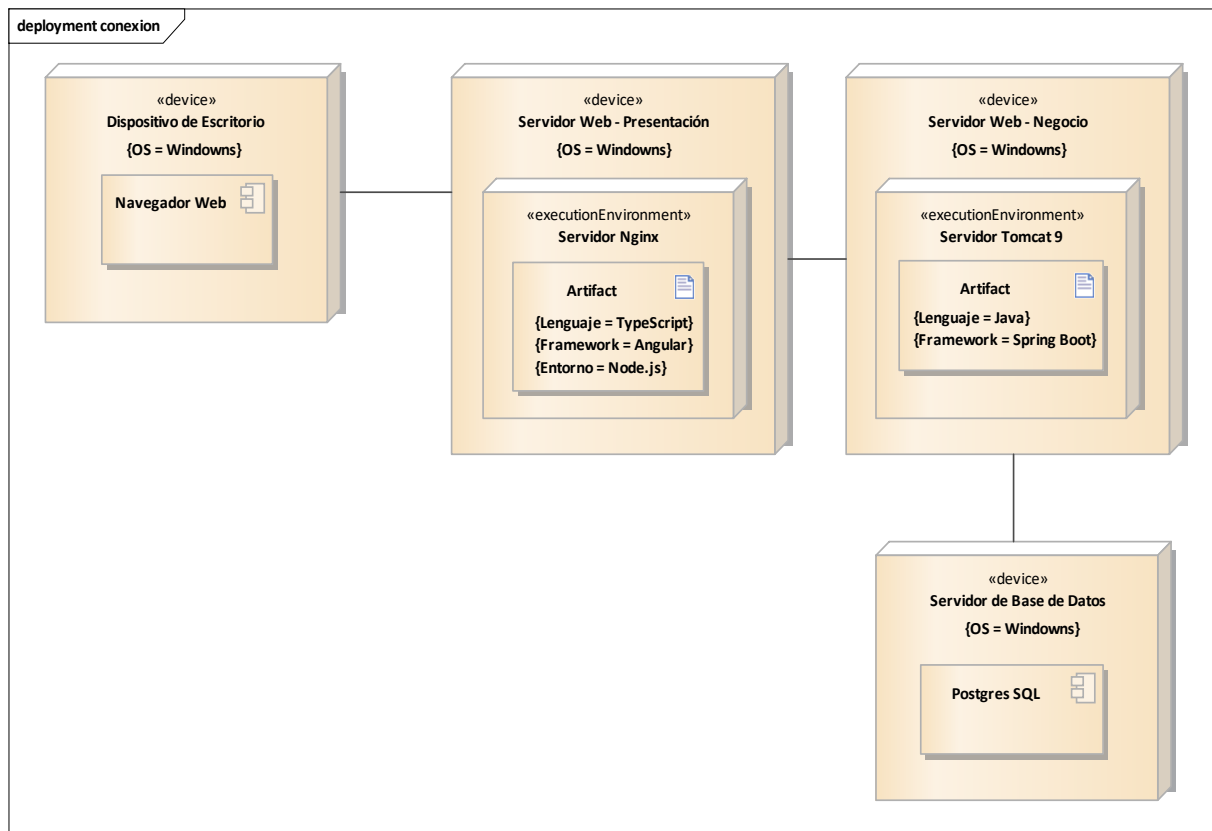 deployment conexion
«device»
Dispositivo de Escritorio
{OS = Windowns}
Navegador Web
«device»
Servidor Web - Presentación
{OS = Windowns}
«executionEnvironment»
Servidor Nginx
Artifact
{Lenguaje = TypeScript}
{Framework = Angular}
{Entorno = Node.js}
«device»
Servidor Web - Negocio
{OS = Windowns}
«executionEnvironment»
Servidor Tomcat 9
Artifact
{Lenguaje = Java}
{Framework = Spring Boot}
«device»
Servidor de Base de Datos
{OS = Windowns}
Postgres SQL